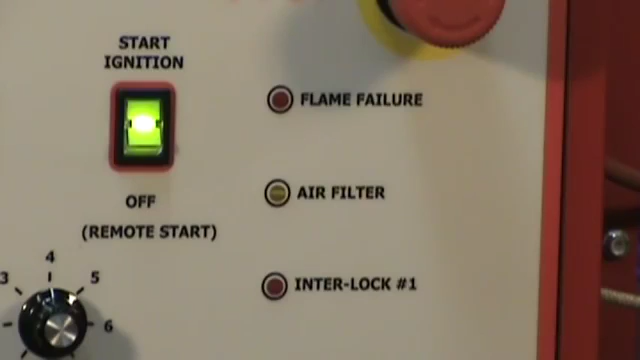 START
IGNITION
FLAME FAILURE
AIR FILTER
OFF
(REMOTE START)
INTER-LOCK #1
3
4
5
6